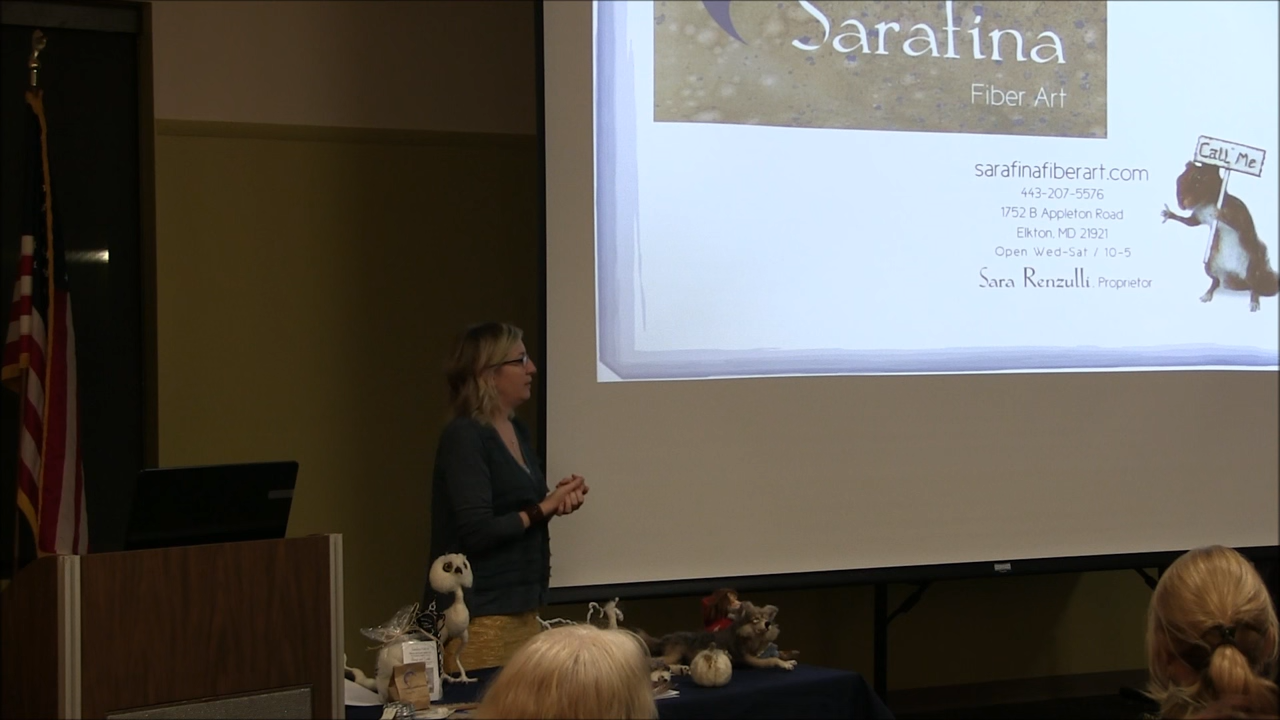 Sarafina
Fiber Art
Call Me
sarafinafiberart.com
443-207-5576
1752 B Appleton Road
Elkton, MD 21921
Open Wed-Sat / 10-5
Sara Renzulli, Proprietor